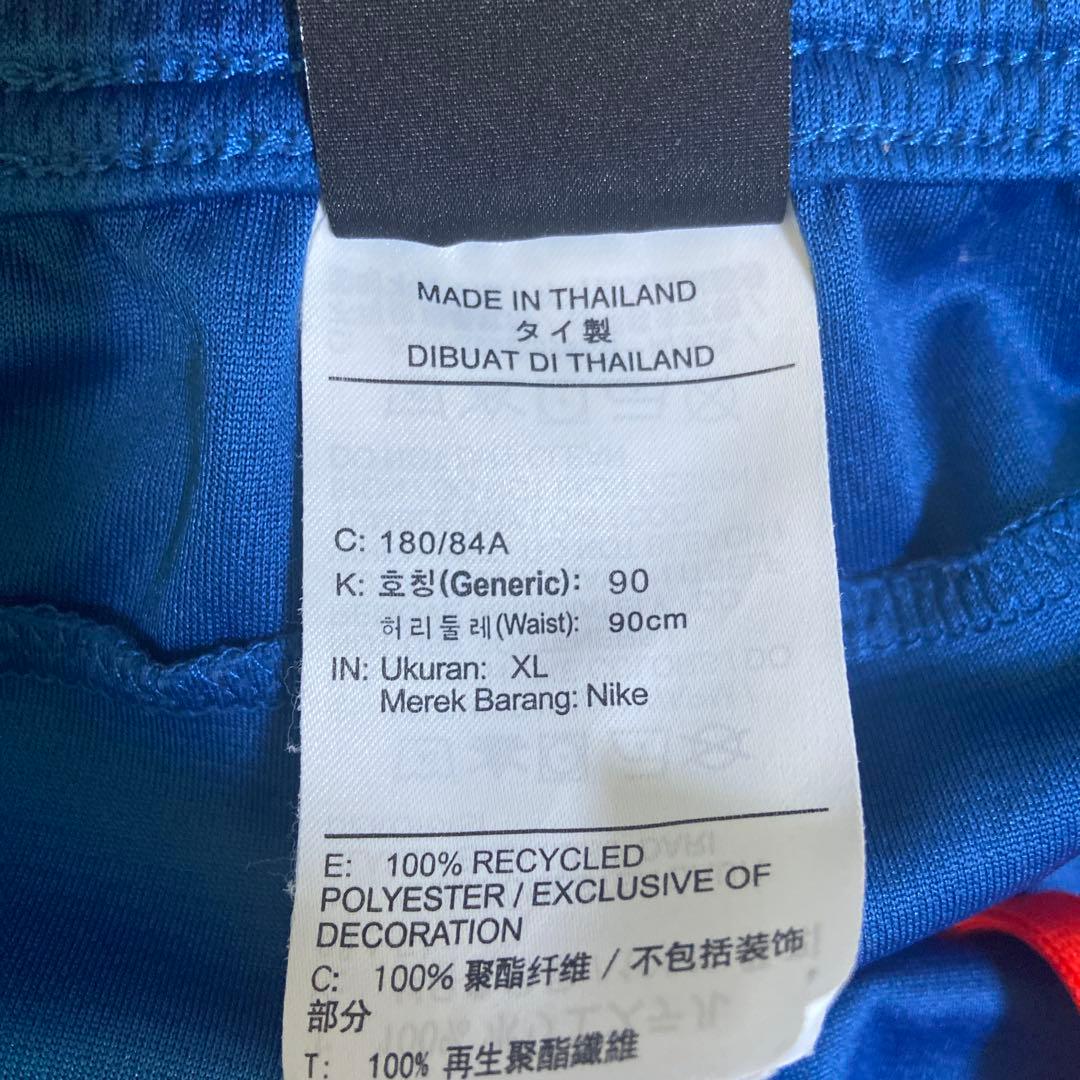 MADE IN THAILAND
タイ製
DIBUAT DI THAILAND
C: 180/84A
K: 호칭(Generic): 90
허리둘레(Waist): 90cm
IN: Ukuran: XL
Merek Barang: Nike
E: 100% RECYCLED
POLYESTER / EXCLUSIVE OF
DECORATION
C: 100% 聚酯纤维 / 不包括装饰
部分
T: 100% 再生聚酯纖維